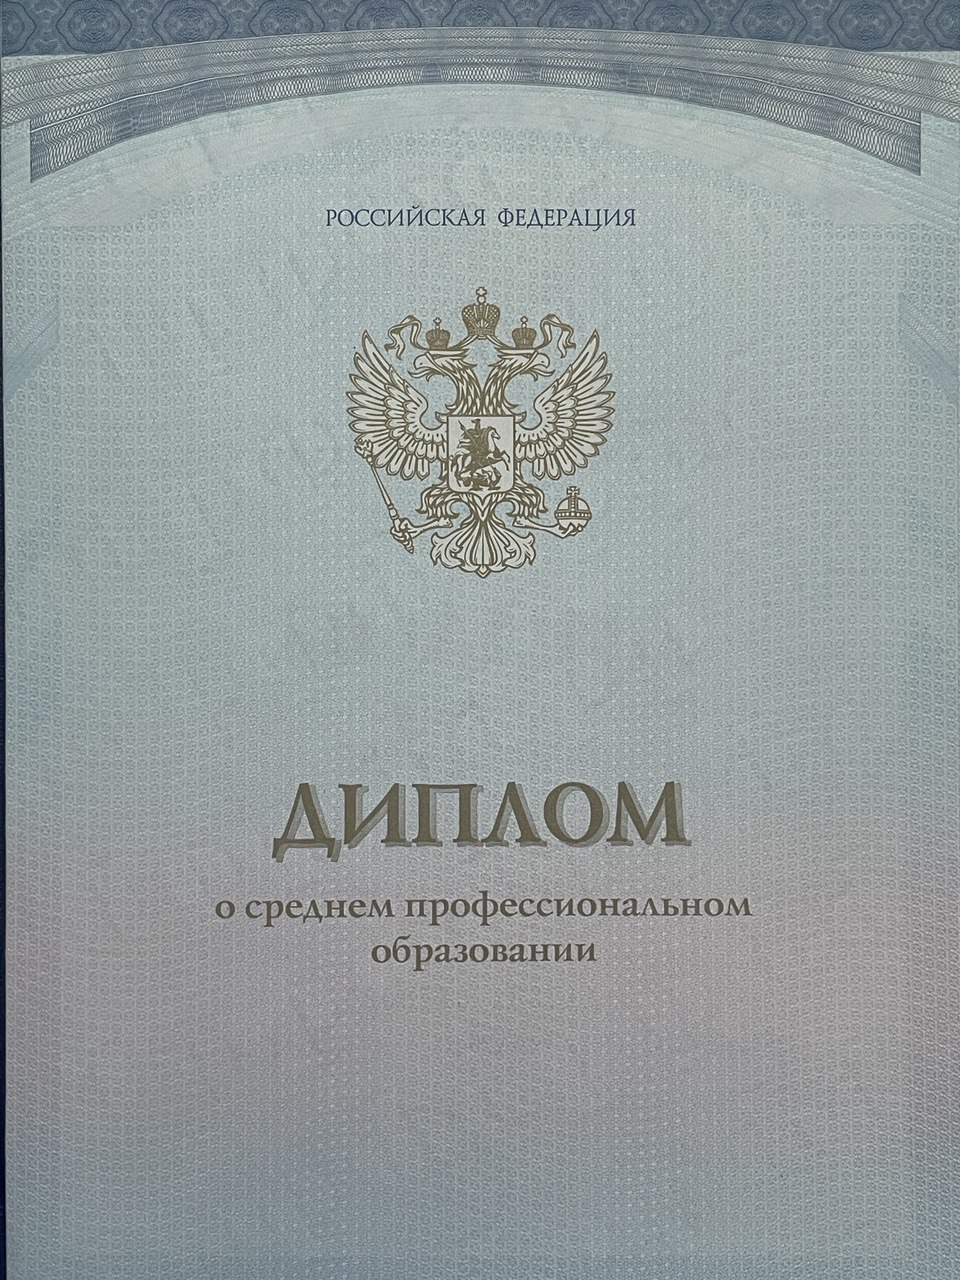 РОССИЙСКАЯ ФЕДЕРАЦИЯ
ДИПЛОМ
о среднем профессиональном
образовании